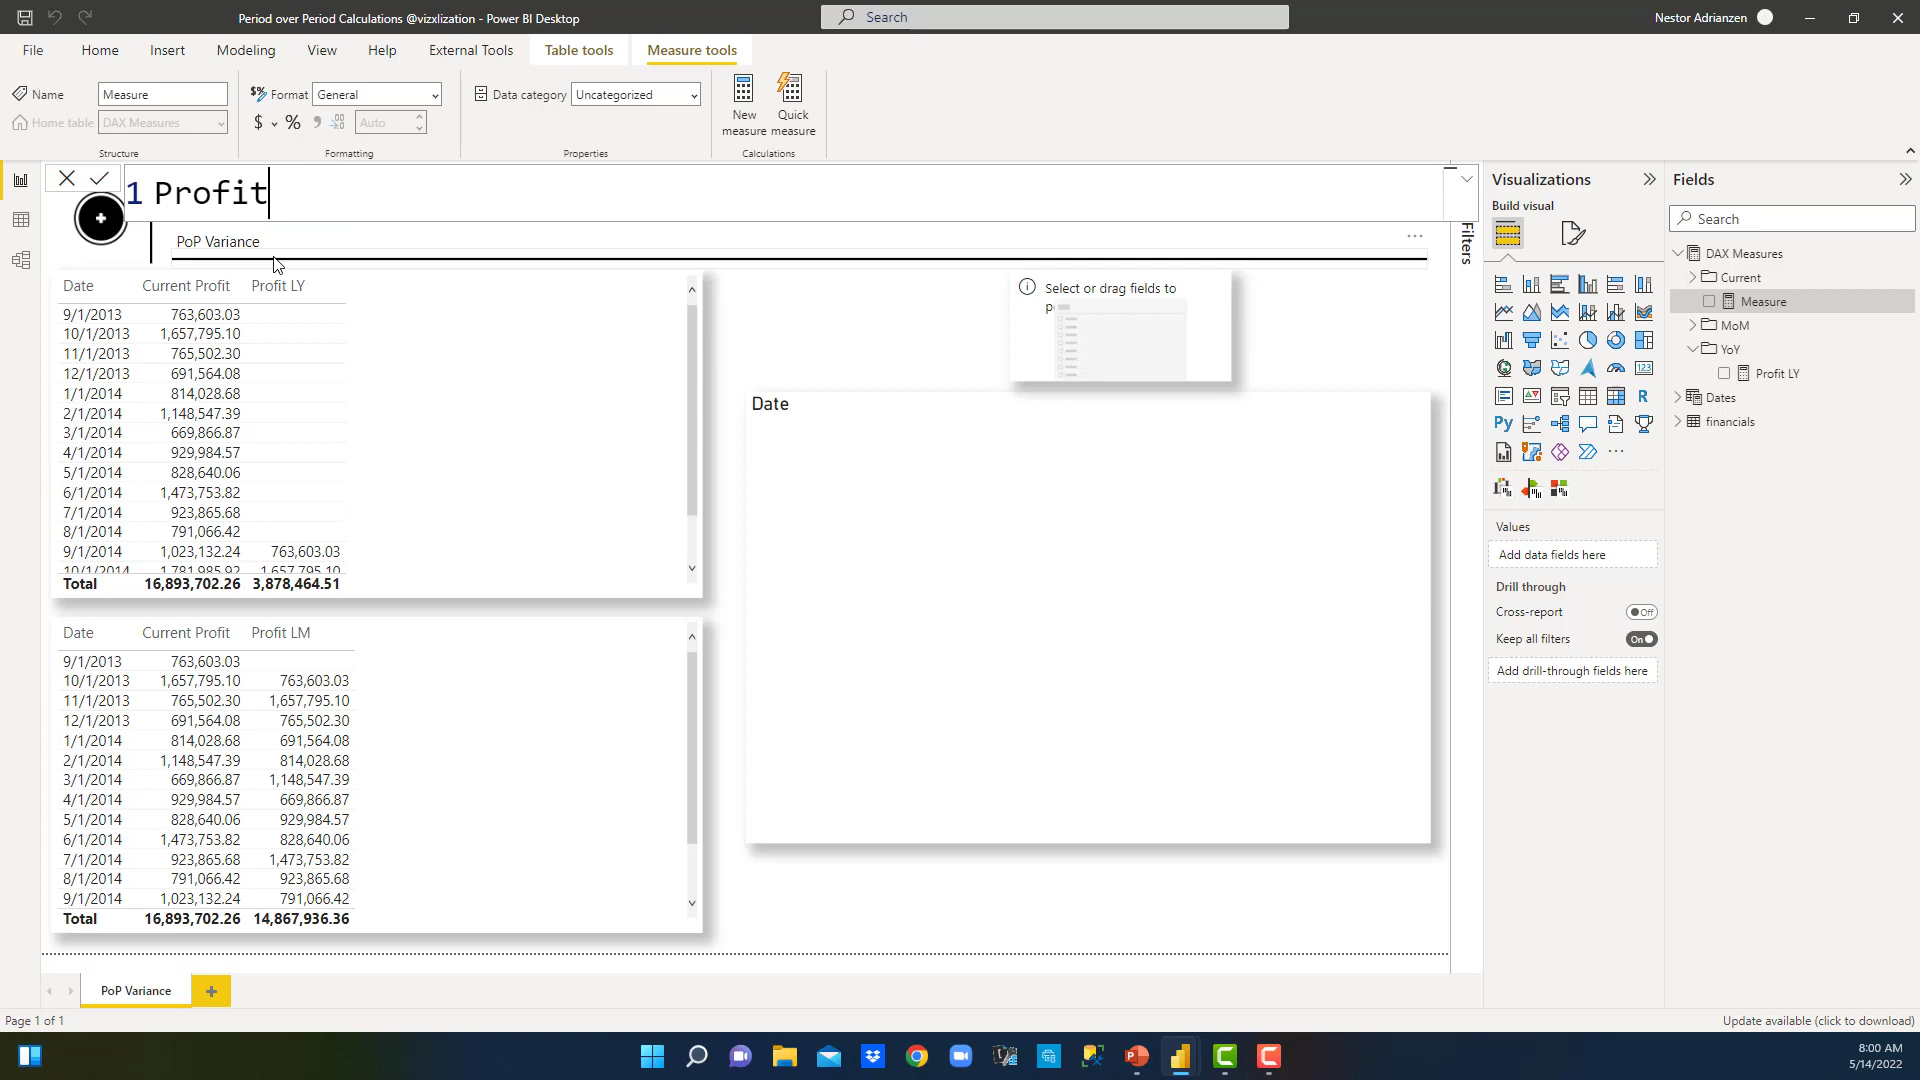 Period over Period Calculations @vizxlization - Power BI Desktop
Search
Nestor Adrianzen
File Home Insert Modeling View Help External Tools Table tools Measure tools
Name Measure
Home table DAX Measures
Structure
Format General
$ % Auto
Formatting
Data category Uncategorized
Properties
New measure
Quick measure
Calculations
1 Profit
PoP Variance
Date Current Profit Profit LY
9/1/2013 763,603.03
10/1/2013 1,657,795.10
11/1/2013 765,502.30
12/1/2013 691,564.08
1/1/2014 814,028.68
2/1/2014 1,148,547.39
3/1/2014 669,866.87
4/1/2014 929,984.57
5/1/2014 828,640.06
6/1/2014 1,473,753.82
7/1/2014 923,865.68
8/1/2014 791,066.42
9/1/2014 1,023,132.24 763,603.03
10/1/2014 1,781,985.92 1,657,795.10
Total 16,893,702.26 3,878,464.51
Date Current Profit Profit LM
9/1/2013 763,603.03
10/1/2013 1,657,795.10 763,603.03
11/1/2013 765,502.30 1,657,795.10
12/1/2013 691,564.08 765,502.30
1/1/2014 814,028.68 691,564.08
2/1/2014 1,148,547.39 814,028.68
3/1/2014 669,866.87 1,148,547.39
4/1/2014 929,984.57 669,866.87
5/1/2014 828,640.06 929,984.57
6/1/2014 1,473,753.82 828,640.06
7/1/2014 923,865.68 1,473,753.82
8/1/2014 791,066.42 923,865.68
9/1/2014 1,023,132.24 791,066.42
Total 16,893,702.26 14,867,936.36
Select or drag fields to
Date
Filters
Visualizations
Build visual
R
Py
Values
Add data fields here
Drill through
Cross-report Off
Keep all filters On
Add drill-through fields here
Fields
Search
DAX Measures
Current
Measure
MoM
YoY
Profit LY
Dates
financials
PoP Variance
Page 1 of 1
Update available (click to download)
8:00 AM
5/14/2022